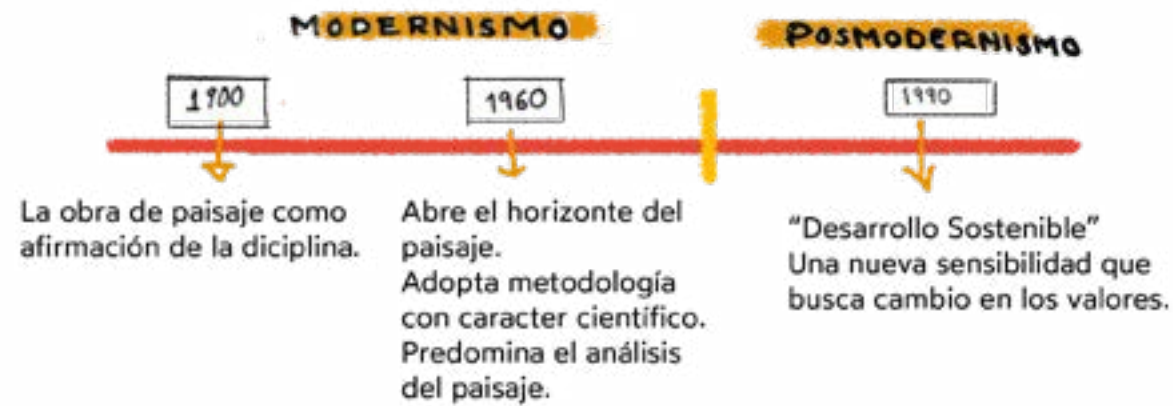 MODERNISMO
POSMODERNISMO
1900
1960
1990
La obra de paisaje como
afirmación de la diciplina.
Abre el horizonte del
paisaje.
Adopta metodología
con caracter científico.
Predomina el análisis
del paisaje.
“Desarrollo Sostenible”
Una nueva sensibilidad que
busca cambio en los valores.